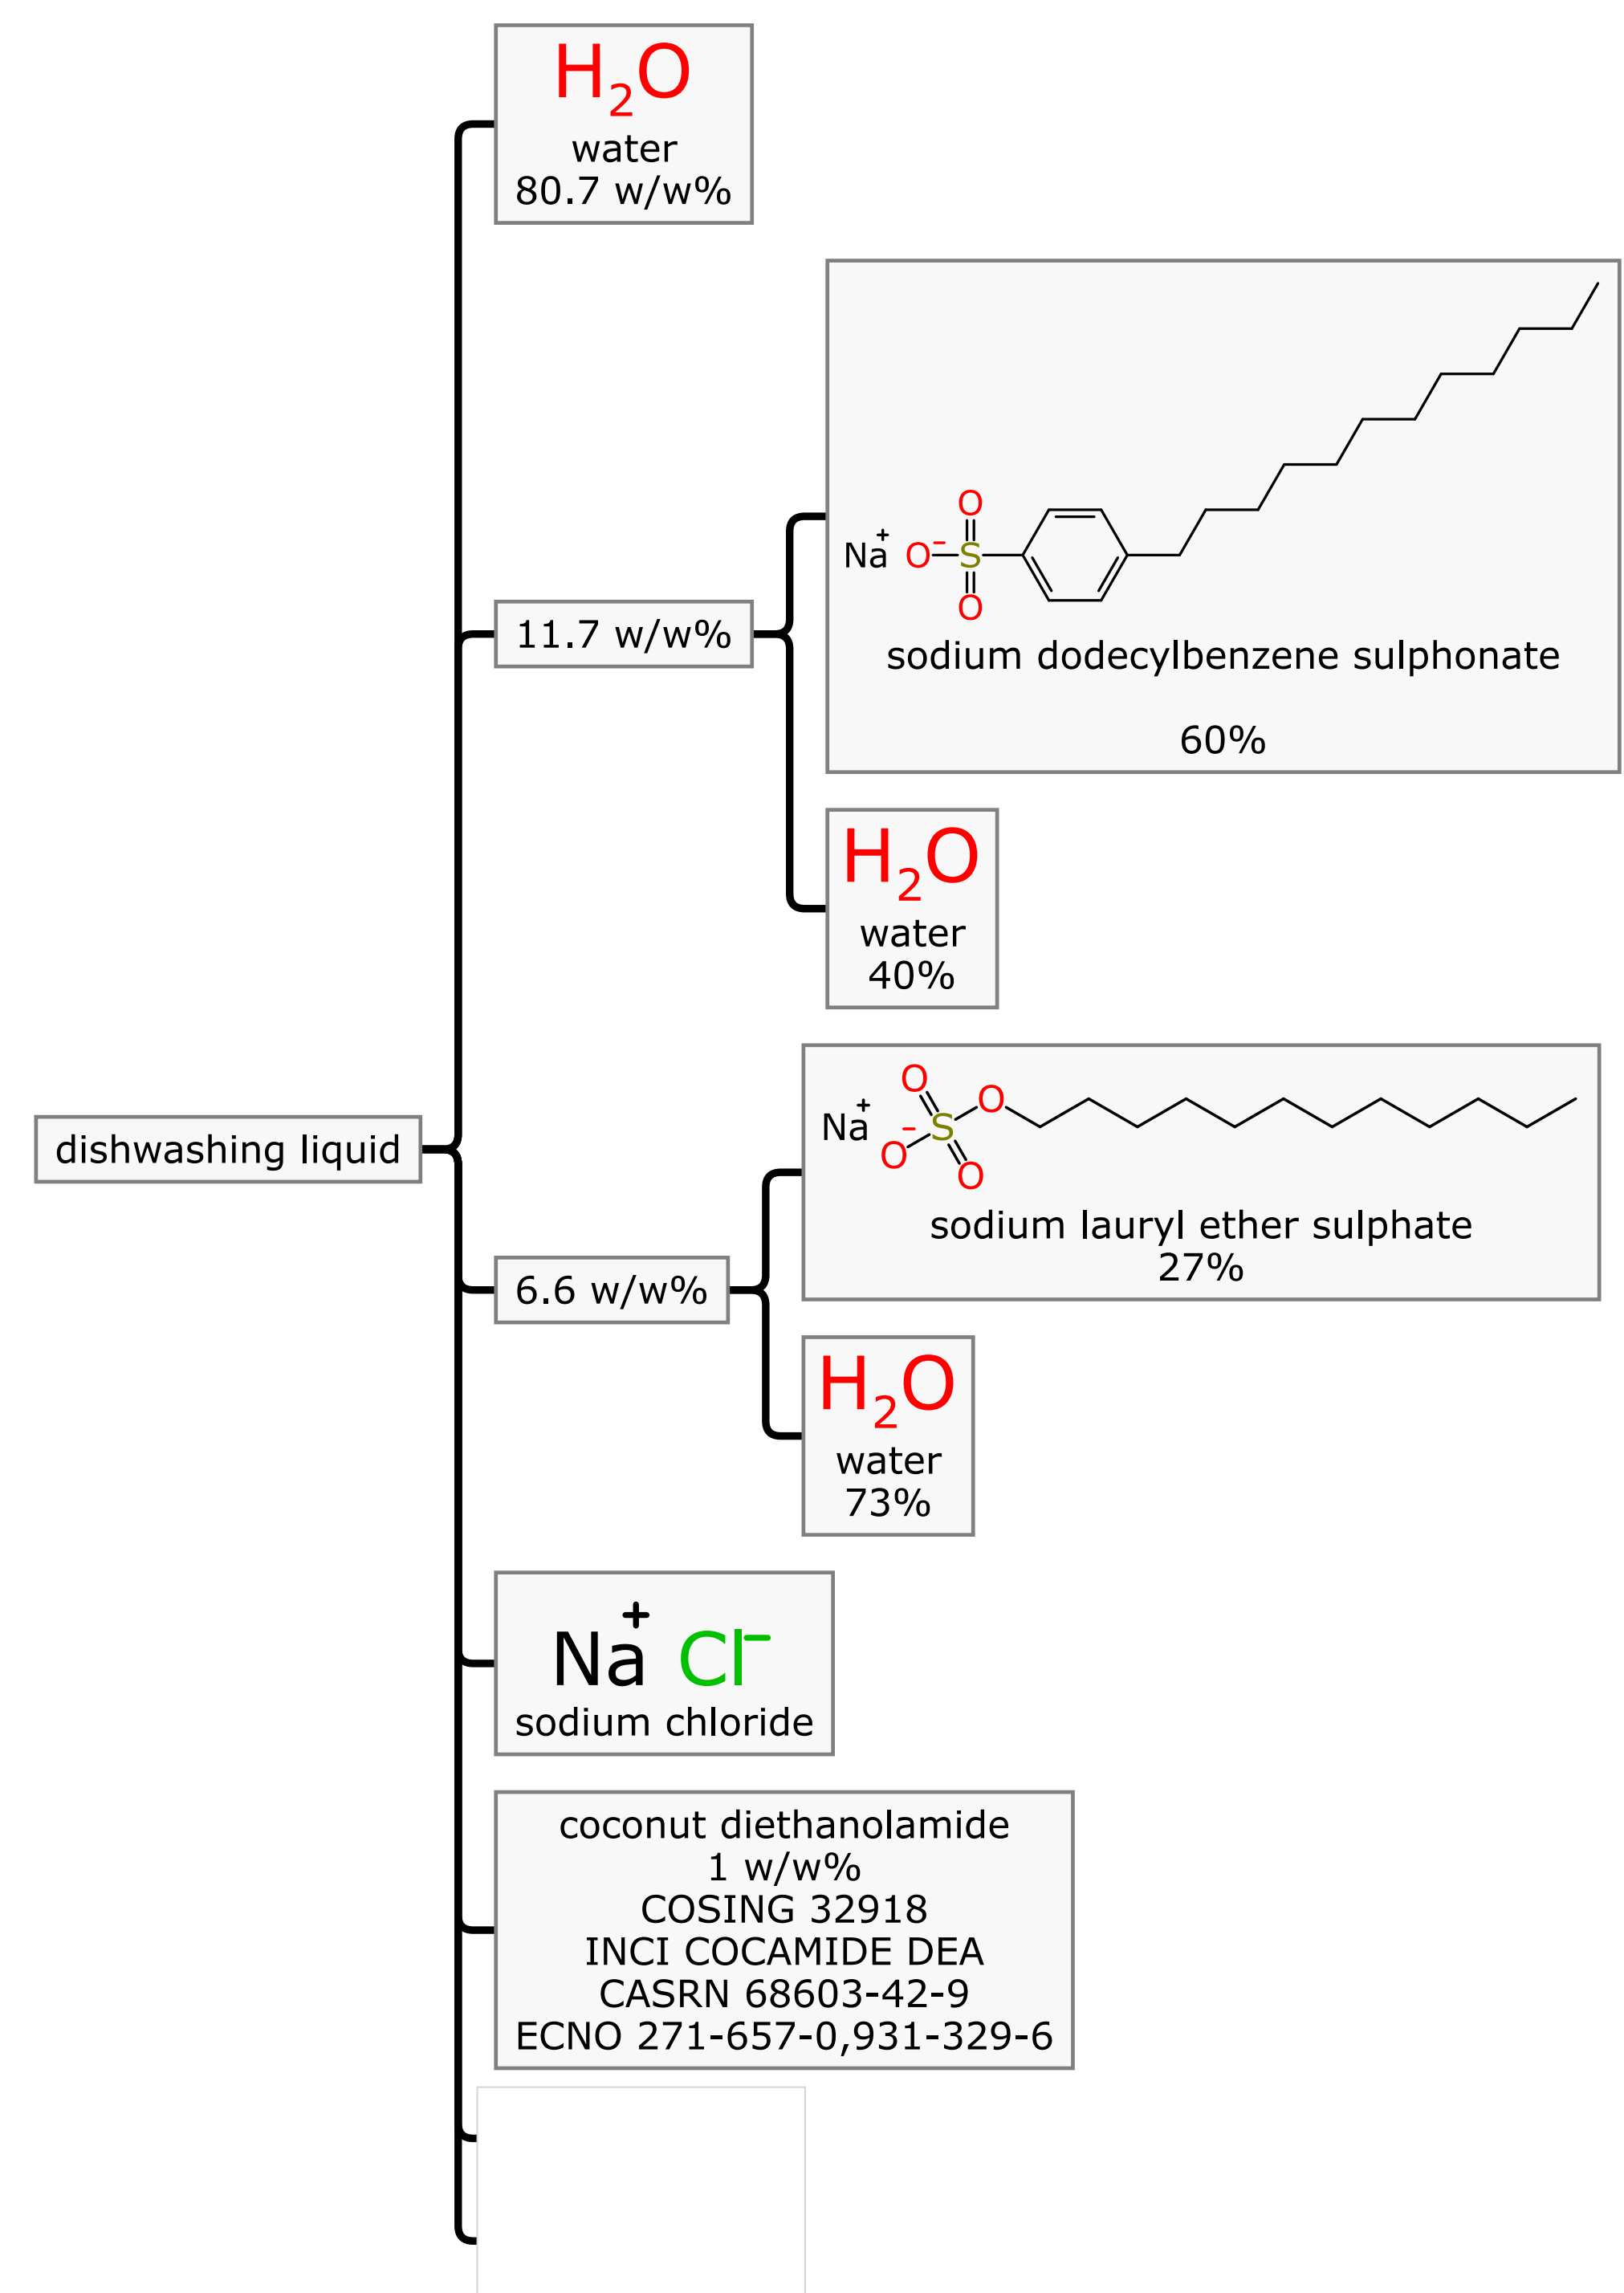 H2O
water
80.7 w/w%
O
Na+ O- S
O
sodium dodecylbenzene sulphonate
60%
11.7 w/w%
H2O
water
40%
dishwashing liquid
O O
Na+ - S
O O
sodium lauryl ether sulphate
27%
6.6 w/w%
H2O
water
73%
Na+ Cl−
sodium chloride
coconut diethanolamide
1 w/w%
COSING 32918
INCI COCAMIDE DEA
CASRN 68603-42-9
ECNO 271-657-0,931-329-6